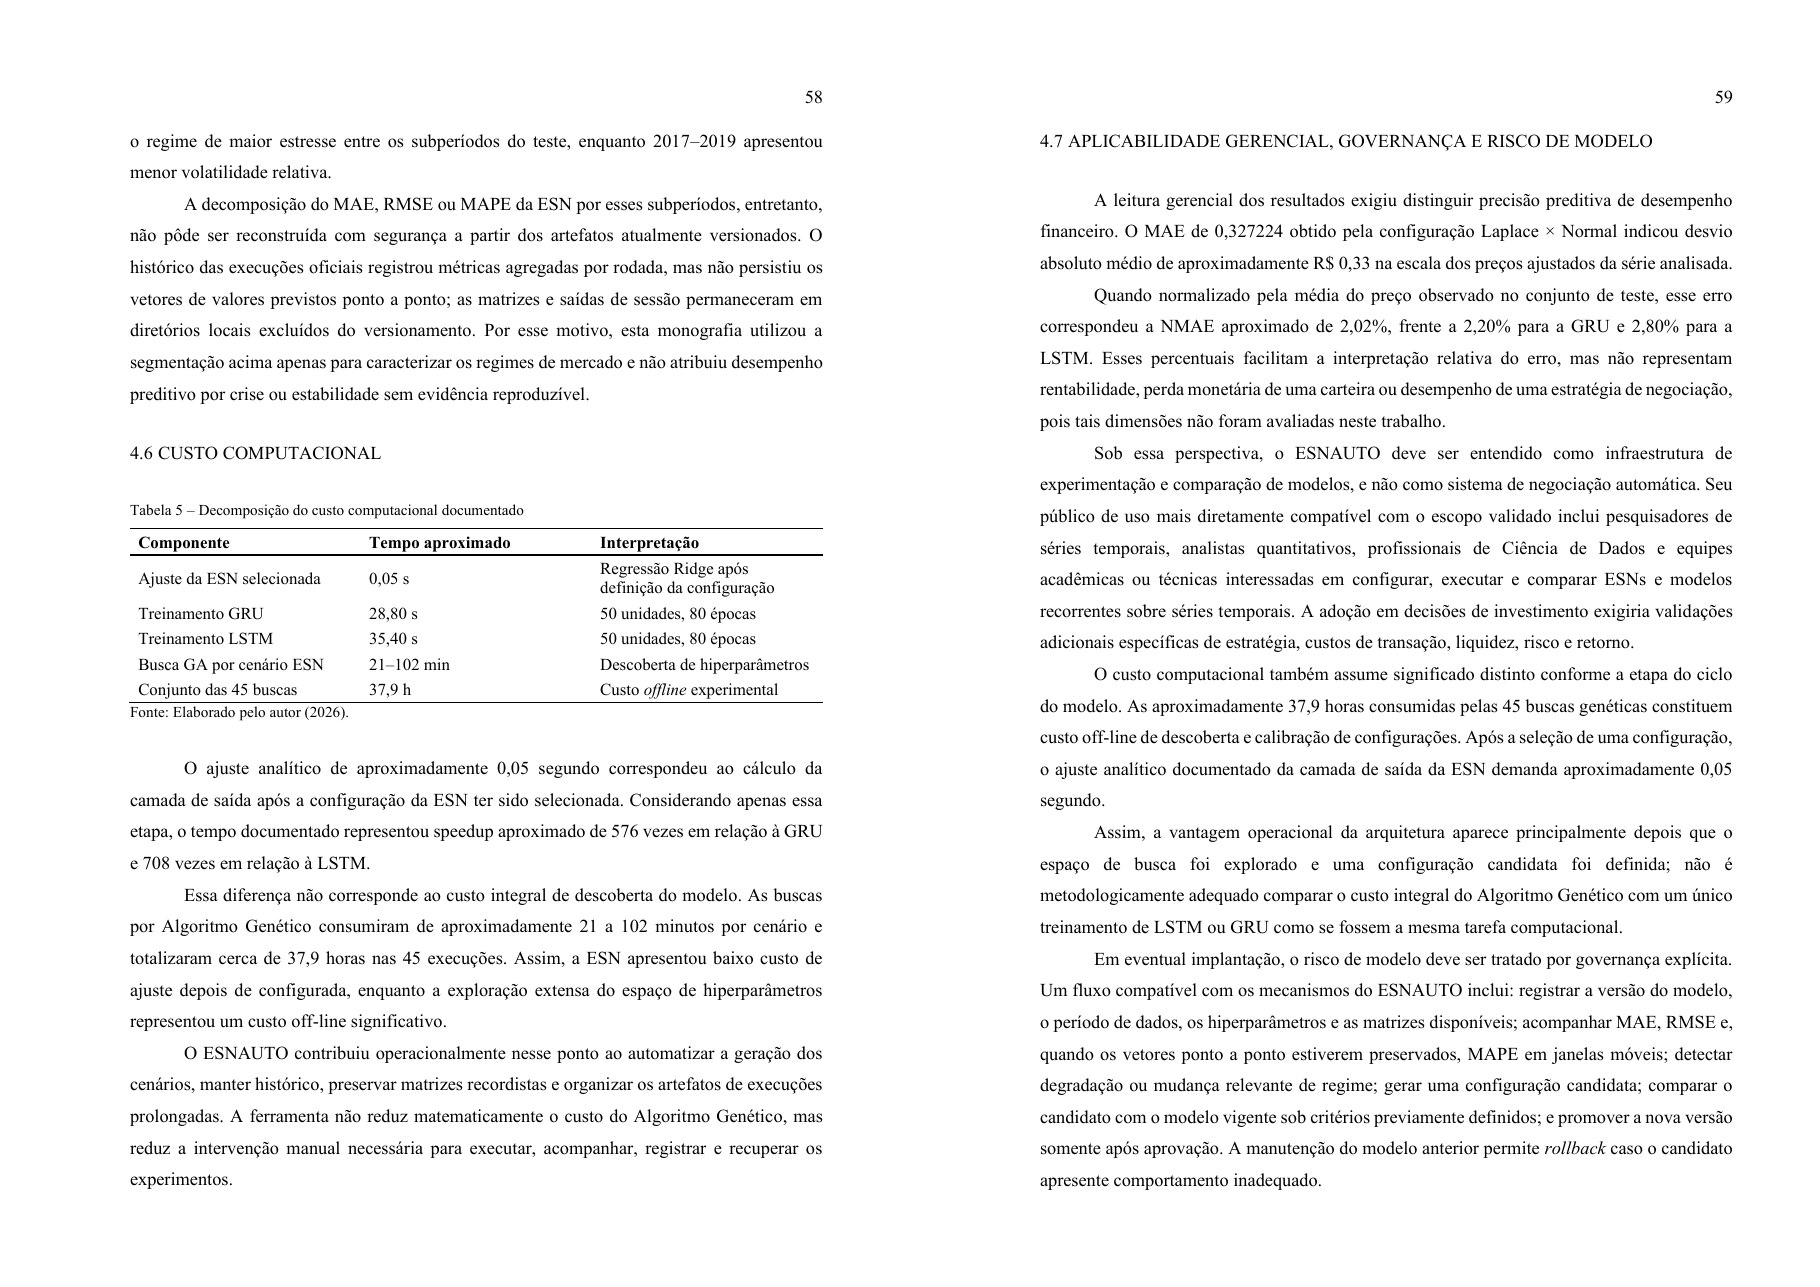 58
o regime de maior estresse entre os subperíodos do teste, enquanto 2017–2019 apresentou
menor volatilidade relativa.
A decomposição do MAE, RMSE ou MAPE da ESN por esses subperíodos, entretanto,
não pôde ser reconstruída com segurança a partir dos artefatos atualmente versionados. O
histórico das execuções oficiais registrou métricas agregadas por rodada, mas não persistiu os
vetores de valores previstos ponto a ponto; as matrizes e saídas de sessão permaneceram em
diretórios locais excluídos do versionamento. Por esse motivo, esta monografia utilizou a
segmentação acima apenas para caracterizar os regimes de mercado e não atribuiu desempenho
preditivo por crise ou estabilidade sem evidência reproduzível.
4.6 CUSTO COMPUTACIONAL
Tabela 5 – Decomposição do custo computacional documentado
Componente Tempo aproximado Interpretação
Ajuste da ESN selecionada 0,05 s Regressão Ridge após
definição da configuração
Treinamento GRU 28,80 s 50 unidades, 80 épocas
Treinamento LSTM 35,40 s 50 unidades, 80 épocas
Busca GA por cenário ESN 21–102 min Descoberta de hiperparâmetros
Conjunto das 45 buscas 37,9 h Custo offline experimental
Fonte: Elaborado pelo autor (2026).
O ajuste analítico de aproximadamente 0,05 segundo correspondeu ao cálculo da
camada de saída após a configuração da ESN ter sido selecionada. Considerando apenas essa
etapa, o tempo documentado representou speedup aproximado de 576 vezes em relação à GRU
e 708 vezes em relação à LSTM.
Essa diferença não corresponde ao custo integral de descoberta do modelo. As buscas
por Algoritmo Genético consumiram de aproximadamente 21 a 102 minutos por cenário e
totalizaram cerca de 37,9 horas nas 45 execuções. Assim, a ESN apresentou baixo custo de
ajuste depois de configurada, enquanto a exploração extensa do espaço de hiperparâmetros
representou um custo off-line significativo.
O ESNAUTO contribuiu operacionalmente nesse ponto ao automatizar a geração dos
cenários, manter histórico, preservar matrizes recordistas e organizar os artefatos de execuções
prolongadas. A ferramenta não reduz matematicamente o custo do Algoritmo Genético, mas
reduz a intervenção manual necessária para executar, acompanhar, registrar e recuperar os
experimentos.
59
4.7 APLICABILIDADE GERENCIAL, GOVERNANÇA E RISCO DE MODELO
A leitura gerencial dos resultados exigiu distinguir precisão preditiva de desempenho
financeiro. O MAE de 0,327224 obtido pela configuração Laplace × Normal indicou desvio
absoluto médio de aproximadamente R$ 0,33 na escala dos preços ajustados da série analisada.
Quando normalizado pela média do preço observado no conjunto de teste, esse erro
correspondeu a NMAE aproximado de 2,02%, frente a 2,20% para a GRU e 2,80% para a
LSTM. Esses percentuais facilitam a interpretação relativa do erro, mas não representam
rentabilidade, perda monetária de uma carteira ou desempenho de uma estratégia de negociação,
pois tais dimensões não foram avaliadas neste trabalho.
Sob essa perspectiva, o ESNAUTO deve ser entendido como infraestrutura de
experimentação e comparação de modelos, e não como sistema de negociação automática. Seu
público de uso mais diretamente compatível com o escopo validado inclui pesquisadores de
séries temporais, analistas quantitativos, profissionais de Ciência de Dados e equipes
acadêmicas ou técnicas interessadas em configurar, executar e comparar ESNs e modelos
recorrentes sobre séries temporais. A adoção em decisões de investimento exigiria validações
adicionais específicas de estratégia, custos de transação, liquidez, risco e retorno.
O custo computacional também assume significado distinto conforme a etapa do ciclo
do modelo. As aproximadamente 37,9 horas consumidas pelas 45 buscas genéticas constituem
custo off-line de descoberta e calibração de configurações. Após a seleção de uma configuração,
o ajuste analítico documentado da camada de saída da ESN demanda aproximadamente 0,05
segundo.
Assim, a vantagem operacional da arquitetura aparece principalmente depois que o
espaço de busca foi explorado e uma configuração candidata foi definida; não é
metodologicamente adequado comparar o custo integral do Algoritmo Genético com um único
treinamento de LSTM ou GRU como se fossem a mesma tarefa computacional.
Em eventual implantação, o risco de modelo deve ser tratado por governança explícita.
Um fluxo compatível com os mecanismos do ESNAUTO inclui: registrar a versão do modelo,
o período de dados, os hiperparâmetros e as matrizes disponíveis; acompanhar MAE, RMSE e,
quando os vetores ponto a ponto estiverem preservados, MAPE em janelas móveis; detectar
degradação ou mudança relevante de regime; gerar uma configuração candidata; comparar o
candidato com o modelo vigente sob critérios previamente definidos; e promover a nova versão
somente após aprovação. A manutenção do modelo anterior permite rollback caso o candidato
apresente comportamento inadequado.